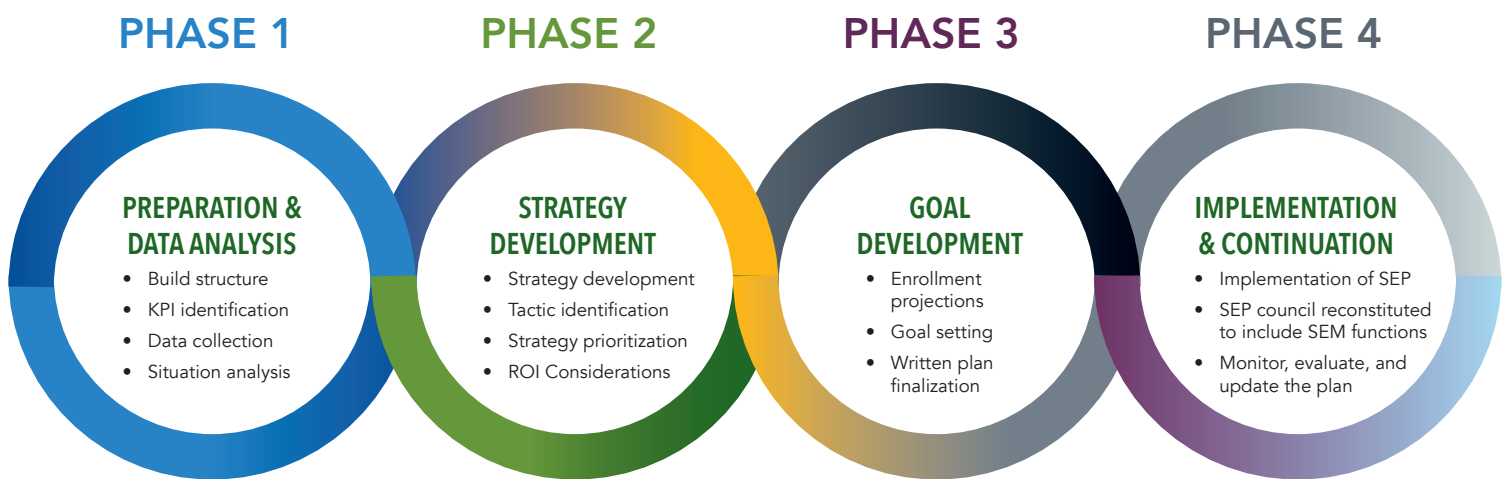 PHASE 1
PREPARATION &
DATA ANALYSIS
• Build structure
• KPI identification
• Data collection
• Situation analysis
PHASE 2
STRATEGY
DEVELOPMENT
• Strategy development
• Tactic identification
• Strategy prioritization
• ROI Considerations
PHASE 3
GOAL
DEVELOPMENT
• Enrollment
projections
• Goal setting
• Written plan
finalization
PHASE 4
IMPLEMENTATION
& CONTINUATION
• Implementation of SEP
• SEP council reconstituted
to include SEM functions
• Monitor, evaluate, and
update the plan